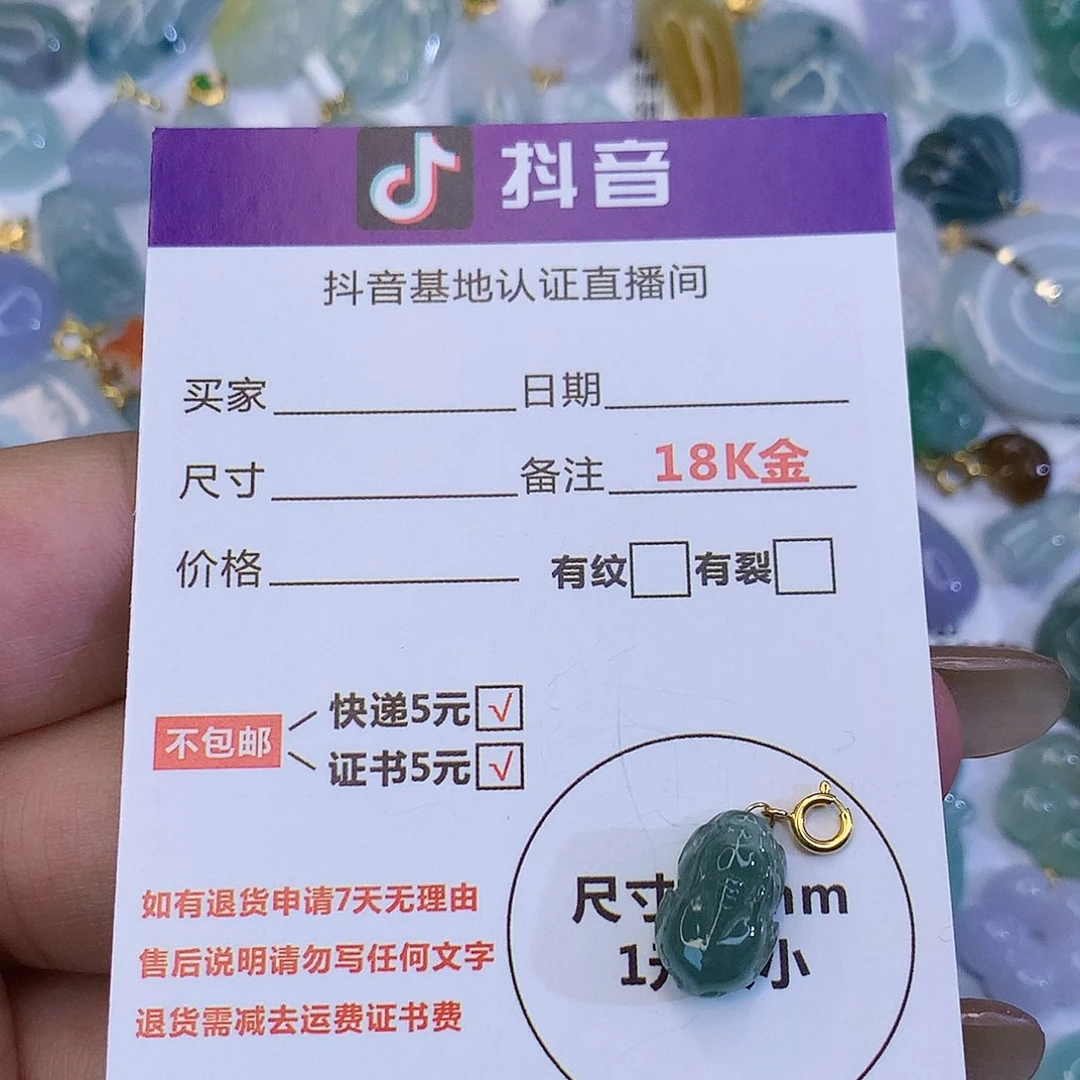 抖音
抖音基地认证直播间
买家 日期
尺寸 备注 18K金
价格 有纹 有裂
不包邮
快递5元 √
证书5元 √
如有退货申请7天无理由
售后说明请勿写任何文字
退货需减去运费证书费
尺寸 mm
1 小